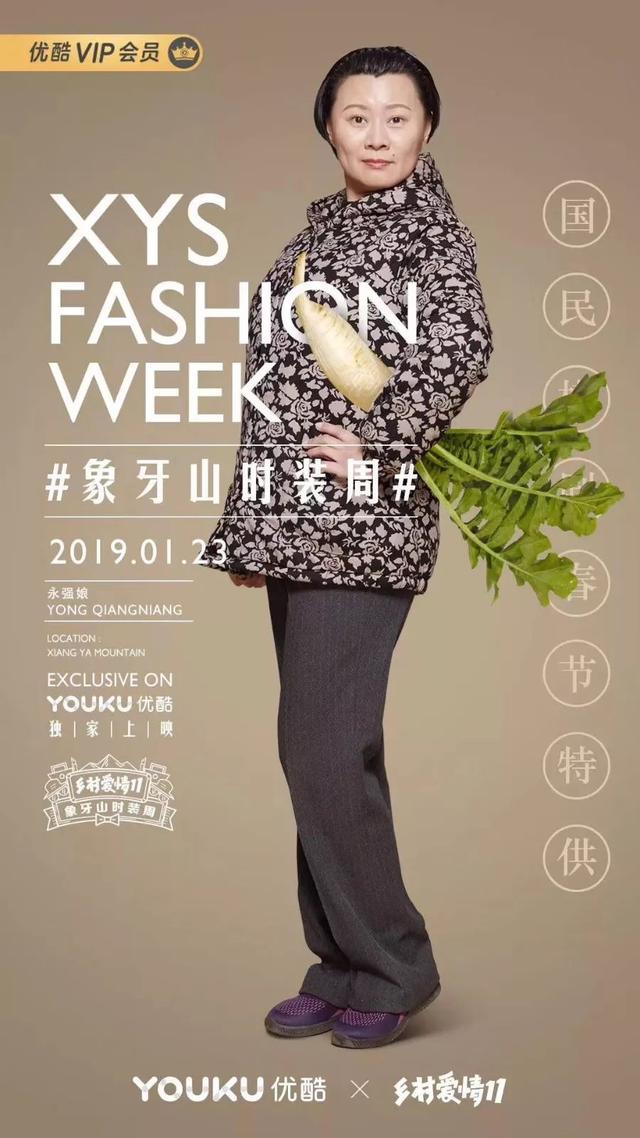 优酷 VIP 会员
XYS
FASHION
WEEK
#象牙山时装周#
2019.01.23
永强娘
YONG QIANGNIANG
LOCATION :
XIANG YA MOUNTAIN
EXCLUSIVE ON
YOUKU 优酷
独|家|上|映
乡村爱情11
象牙山时装周
国
民
春
节
特
供
YOUKU 优酷 × 乡村爱情11